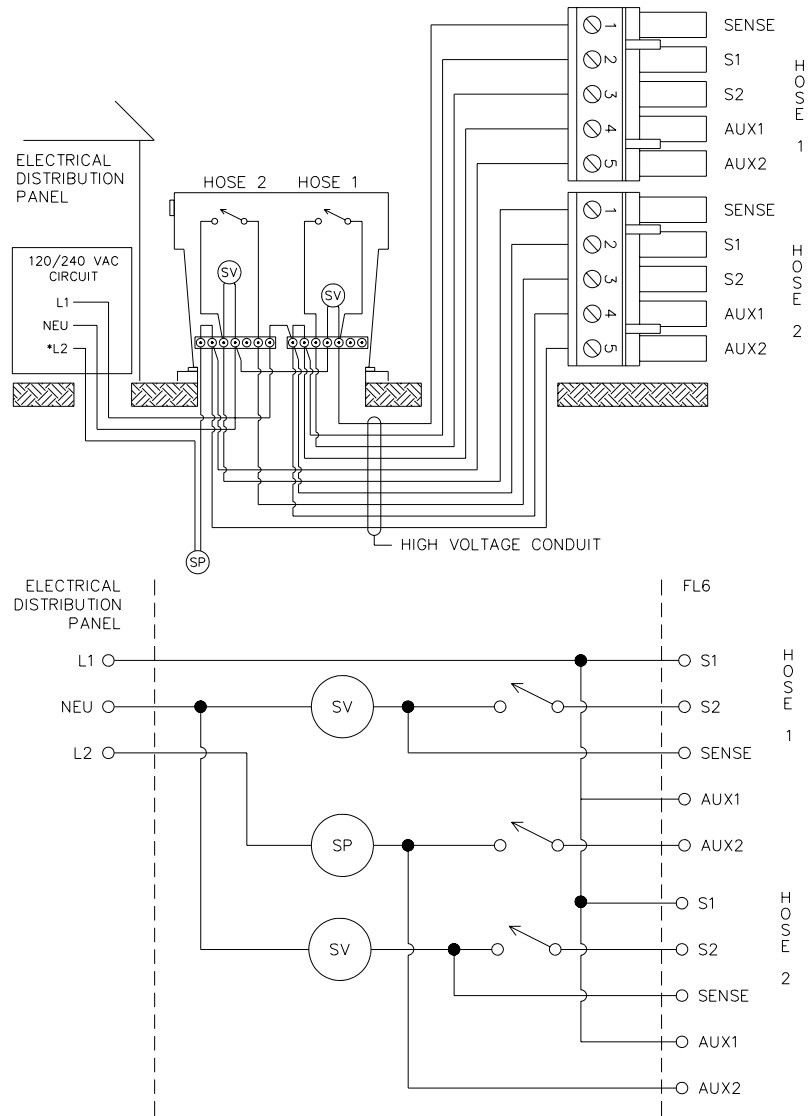 1 SENSE
2 S1
3 S2
4 AUX1
5 AUX2
HOSE 1
1 SENSE
2 S1
3 S2
4 AUX1
5 AUX2
HOSE 2
ELECTRICAL
DISTRIBUTION
PANEL
HOSE 2 HOSE 1
120/240 VAC
CIRCUIT
L1
NEU
*L2
SV
SV
SP
HIGH VOLTAGE CONDUIT
ELECTRICAL
DISTRIBUTION
PANEL
FL6
L1
S1
NEU
SV
S2
L2
SENSE
HOSE 1
AUX1
SP
AUX2
S1
SV
S2
SENSE
HOSE 2
AUX1
AUX2